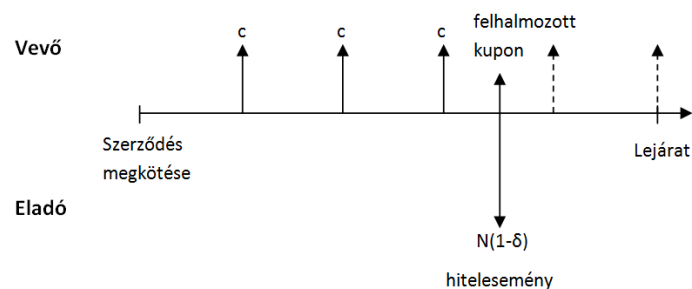 felhalmozott
kupon
c
c
c
Vevő
Szerződés
megkötése
Lejárat
Eladó
N(1-δ)
hitelesemény